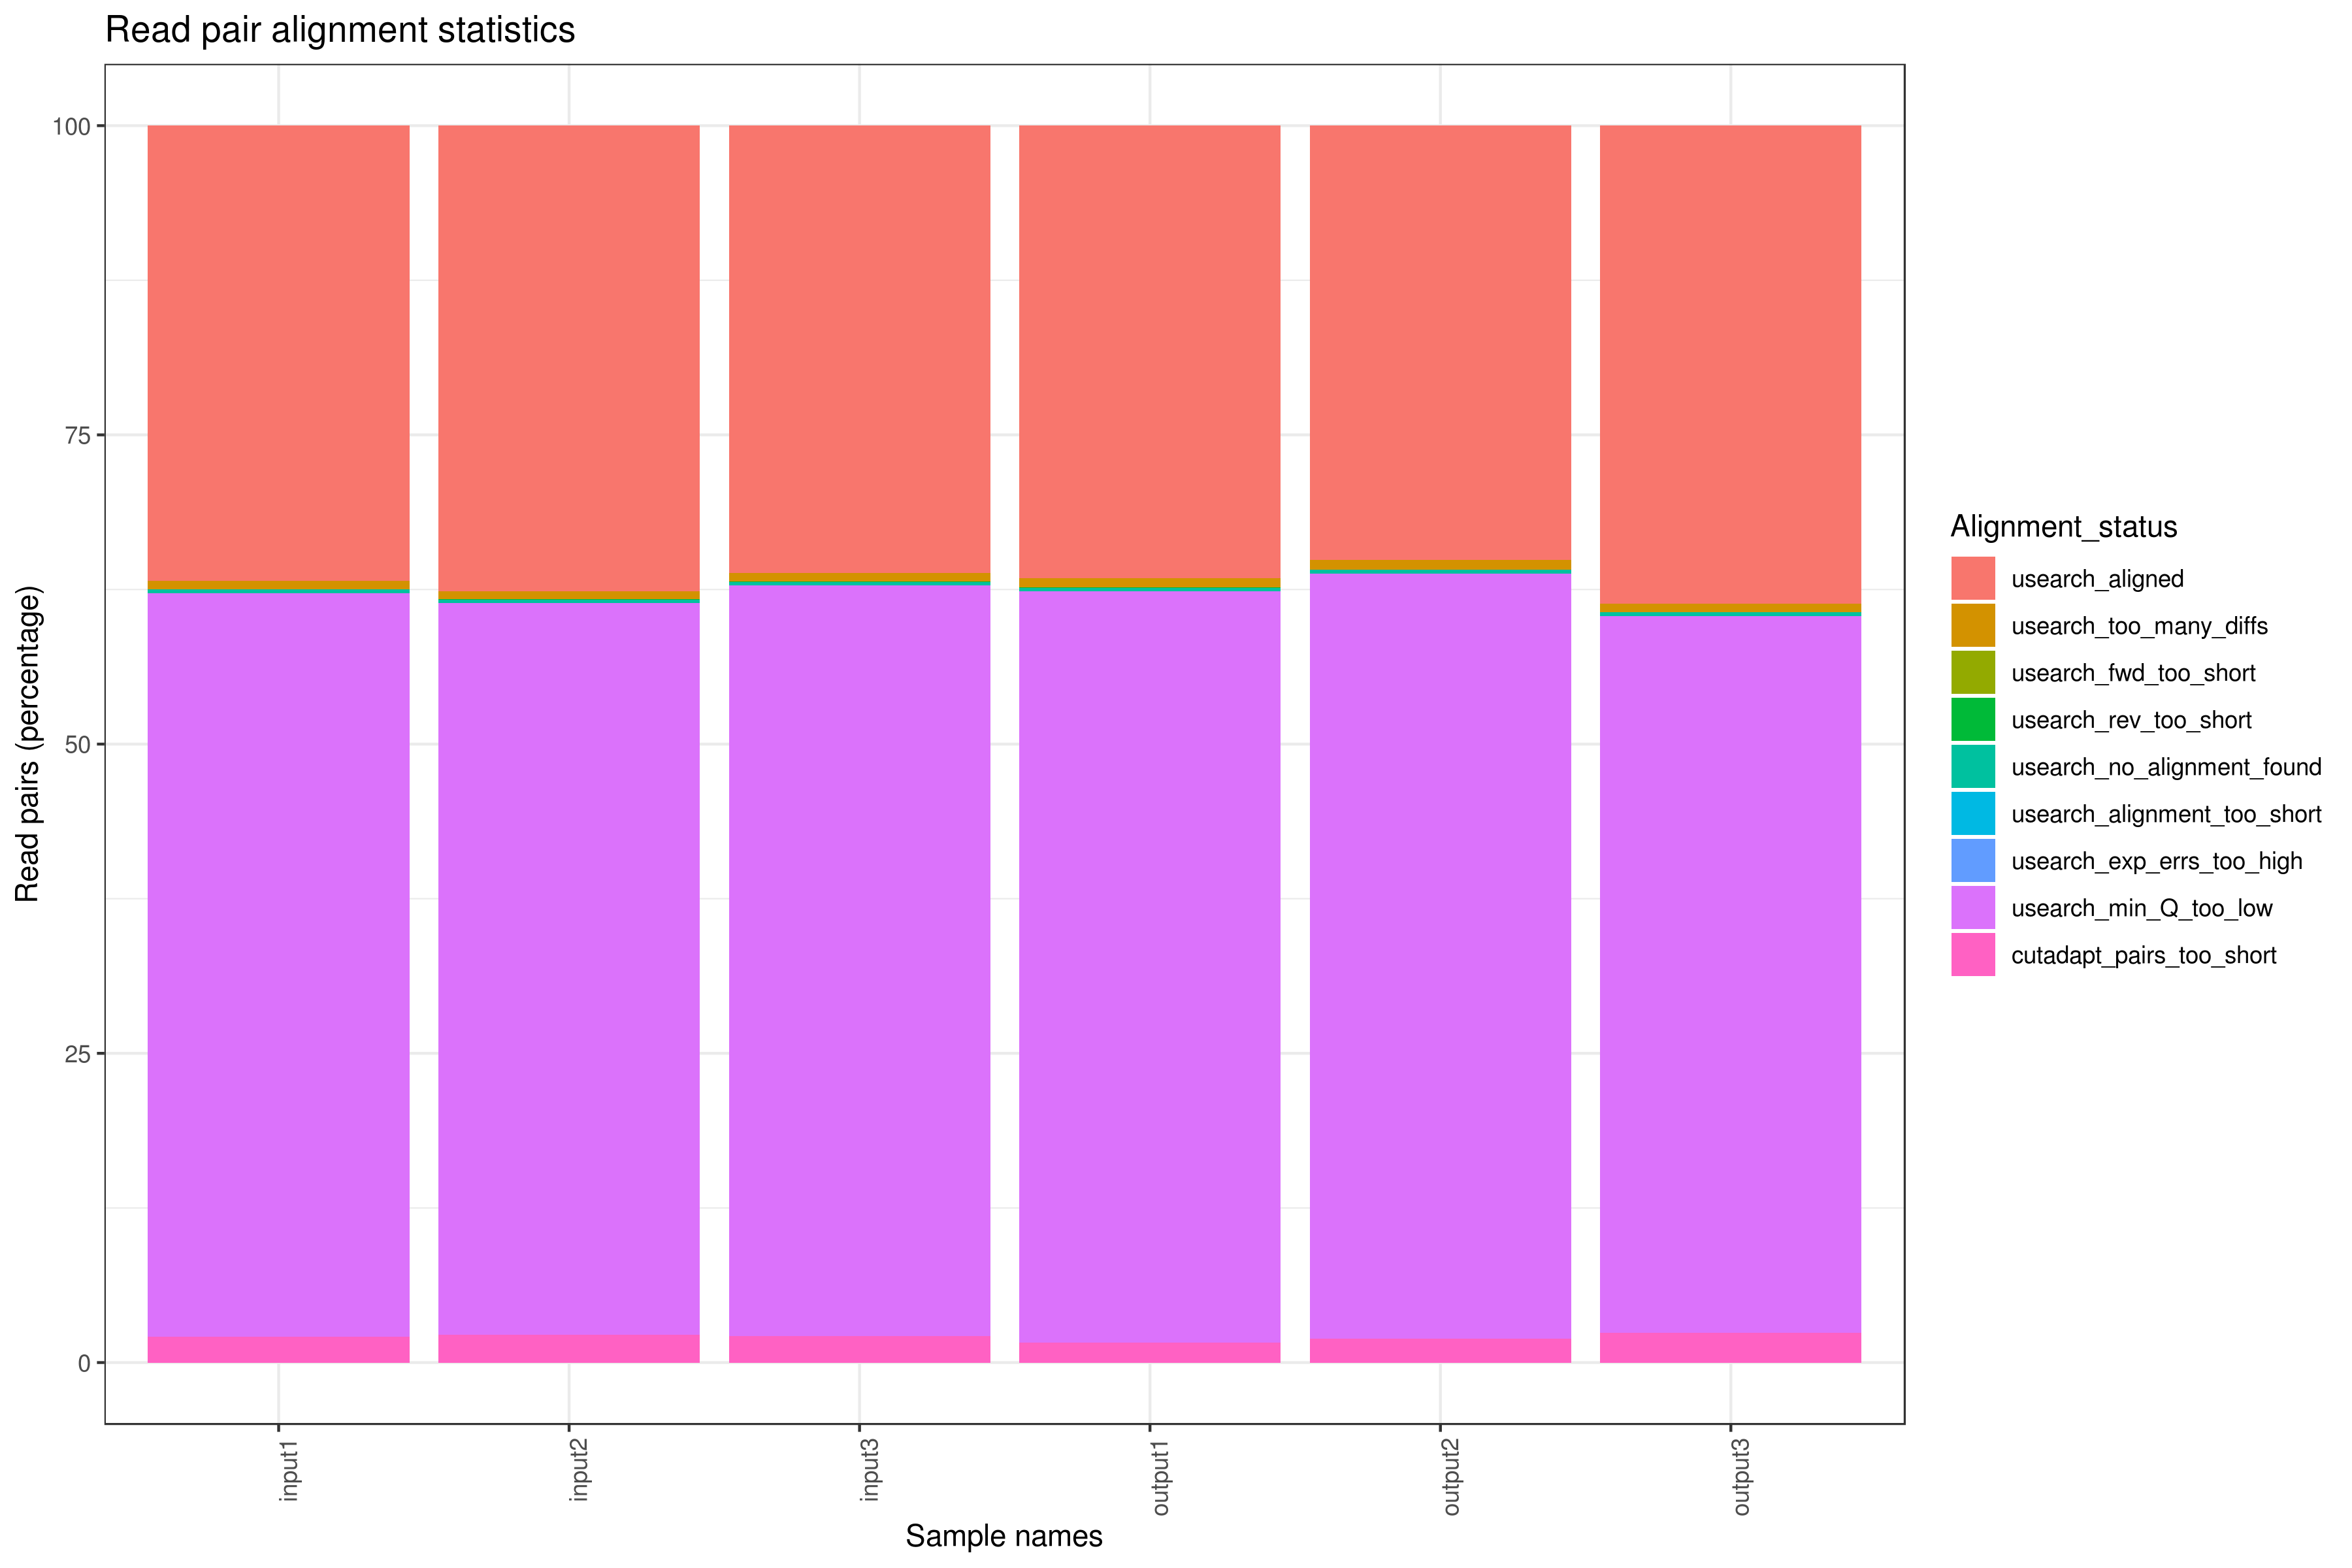 Read pair alignment statistics
Read pairs (percentage)
100
75
50
25
0
input1
input2
input3
output1
output2
output3
Sample names
Alignment_status
usearch_aligned
usearch_too_many_diffs
usearch_fwd_too_short
usearch_rev_too_short
usearch_no_alignment_found
usearch_alignment_too_short
usearch_exp_errs_too_high
usearch_min_Q_too_low
cutadapt_pairs_too_short